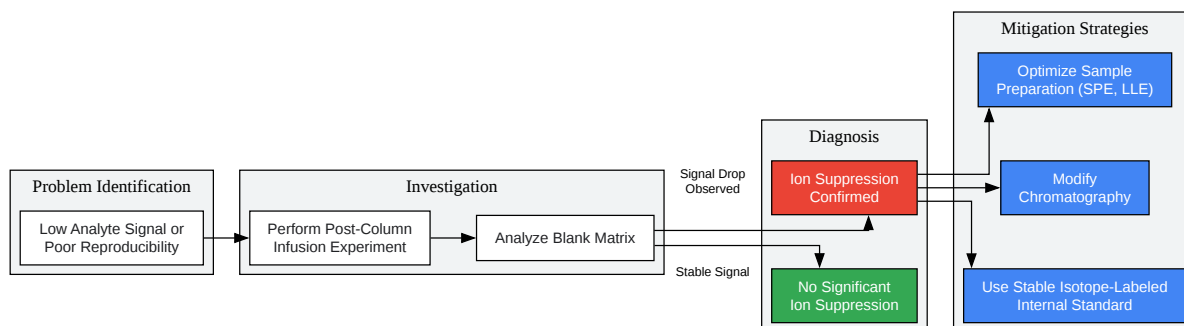 Problem Identification
Low Analyte Signal or
Poor Reproducibility
Investigation
Perform Post-Column
Infusion Experiment
Analyze Blank Matrix
Signal Drop
Observed
Stable Signal
Diagnosis
Ion Suppression
Confirmed
No Significant
Ion Suppression
Mitigation Strategies
Optimize Sample
Preparation (SPE, LLE)
Modify
Chromatography
Use Stable Isotope-Labeled
Internal Standard